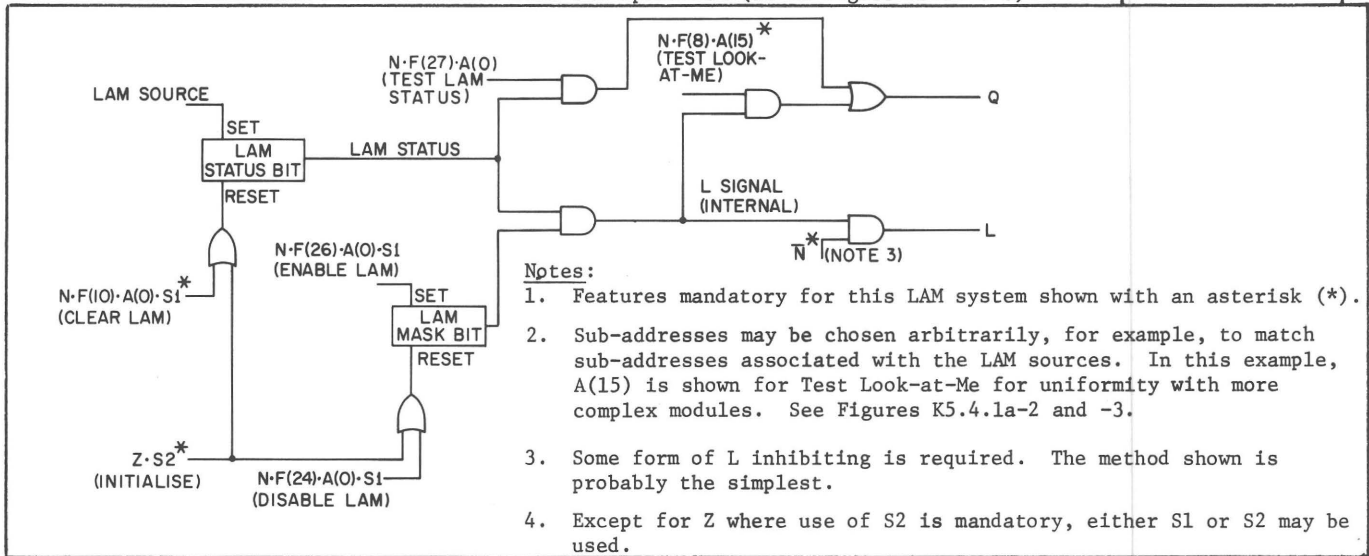 N·F(8)·A(15)*
(TEST LOOK-
AT-ME)
N·F(27)·A(0)
(TEST LAM
STATUS)
LAM SOURCE
Q
SET
LAM
STATUS BIT
LAM STATUS
RESET
L SIGNAL
(INTERNAL)
N·F(26)·A(0)·S1
(ENABLE LAM)
L
N̅* (NOTE 3)
N·F(10)·A(0)·S1*
(CLEAR LAM)
SET
LAM
MASK BIT
RESET
Z·S2*
(INITIALISE)
N·F(24)·A(0)·S1
(DISABLE LAM)
Notes:
1. Features mandatory for this LAM system shown with an asterisk (*).
2. Sub-addresses may be chosen arbitrarily, for example, to match
sub-addresses associated with the LAM sources. In this example,
A(15) is shown for Test Look-at-Me for uniformity with more
complex modules. See Figures K5.4.1a-2 and -3.
3. Some form of L inhibiting is required. The method shown is
probably the simplest.
4. Except for Z where use of S2 is mandatory, either S1 or S2 may be
used.